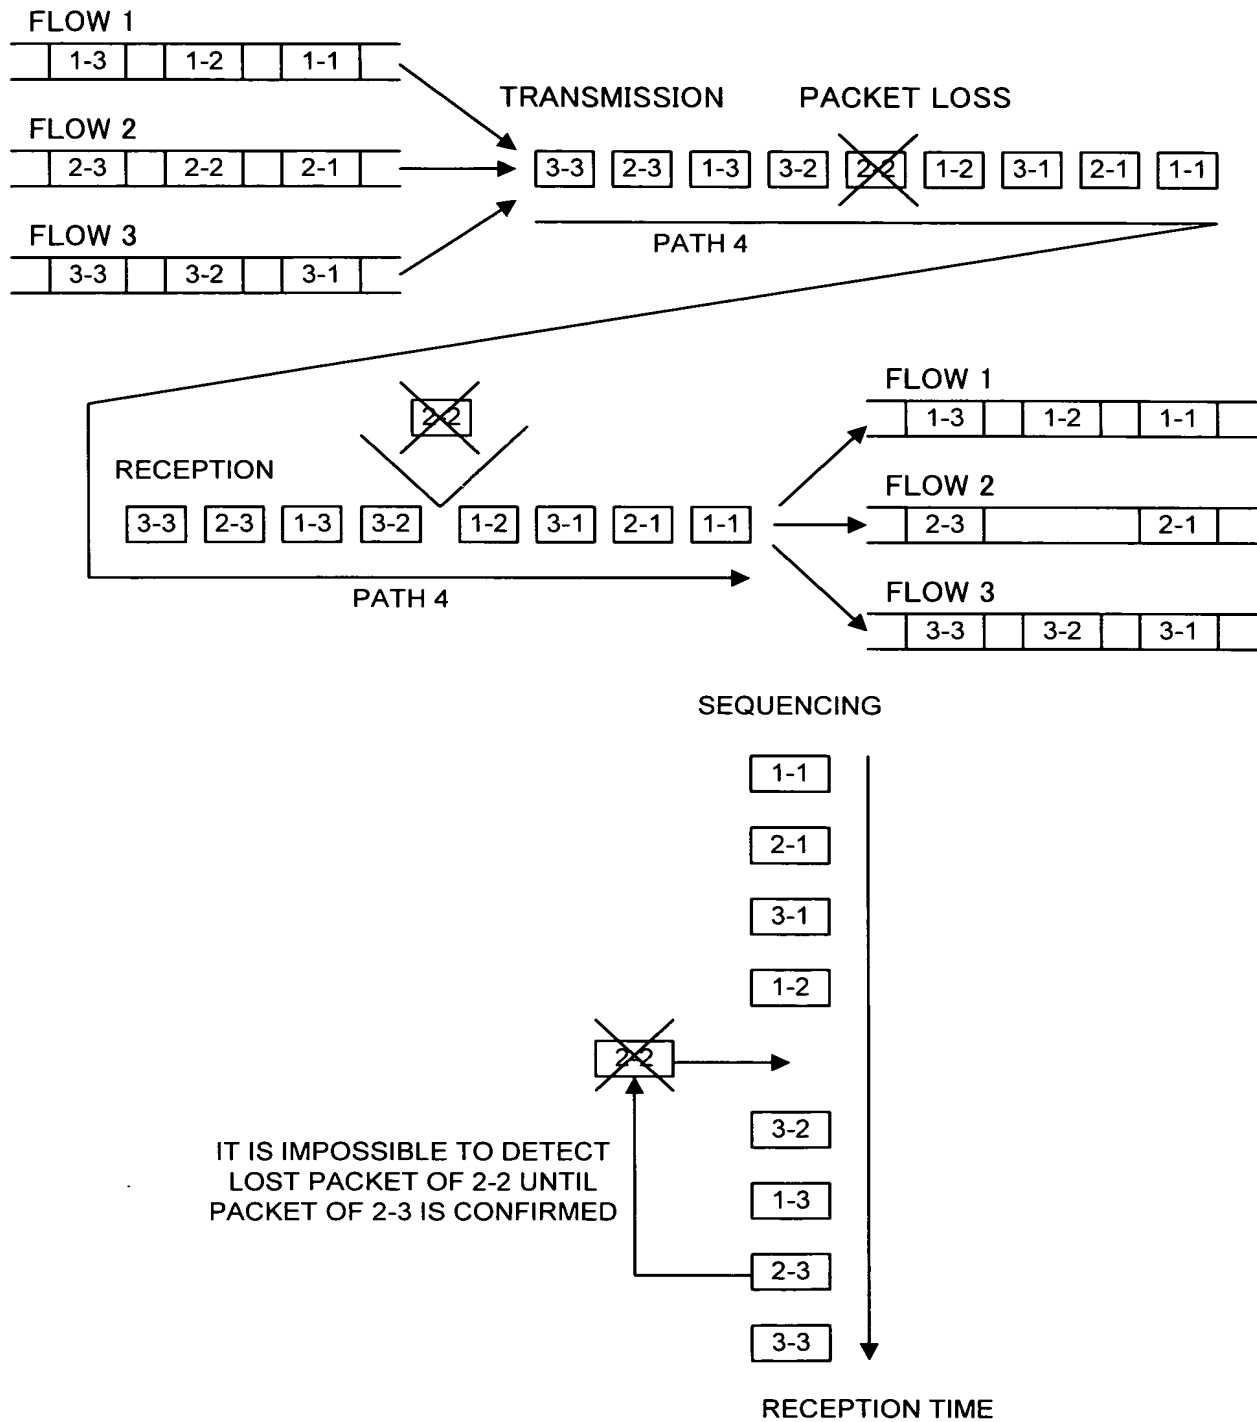 FLOW 1
1-3 1-2 1-1
FLOW 2
2-3 2-2 2-1
FLOW 3
3-3 3-2 3-1
TRANSMISSION PACKET LOSS
3-3 2-3 1-3 3-2 2-2 1-2 3-1 2-1 1-1
PATH 4
2-2
RECEPTION
3-3 2-3 1-3 3-2 1-2 3-1 2-1 1-1
PATH 4
FLOW 1
1-3 1-2 1-1
FLOW 2
2-3 2-1
FLOW 3
3-3 3-2 3-1
SEQUENCING
1-1
2-1
3-1
1-2
2-2
3-2
1-3
2-3
3-3
IT IS IMPOSSIBLE TO DETECT
LOST PACKET OF 2-2 UNTIL
PACKET OF 2-3 IS CONFIRMED
RECEPTION TIME